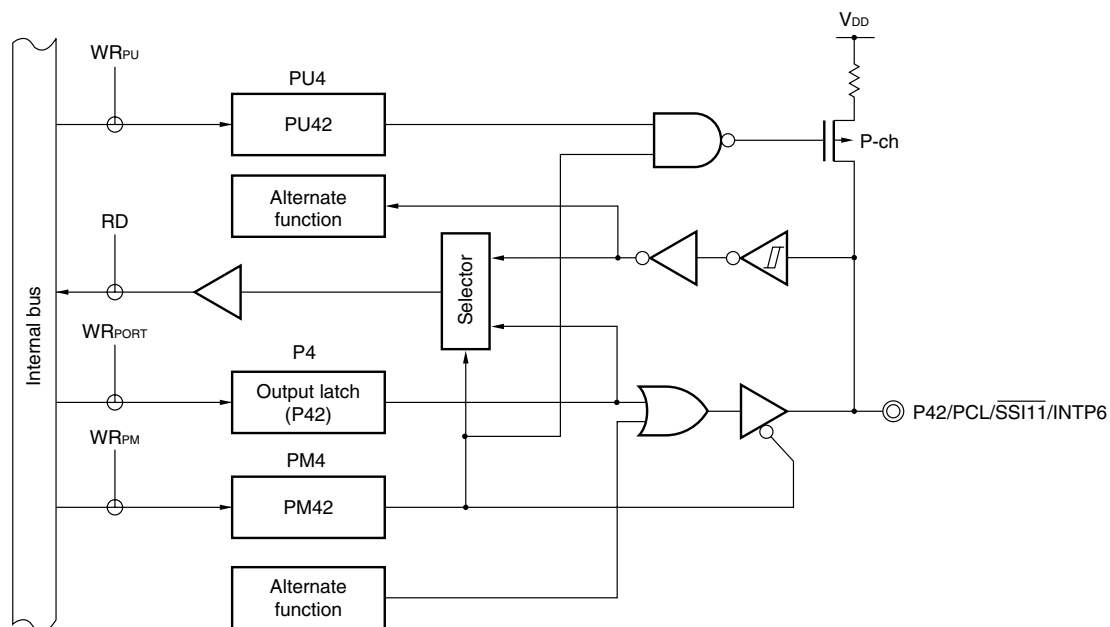 VDD
WRPU
PU4
PU42
P-ch
Alternate
function
RD
Selector
Internal bus
WRPORT
P4
Output latch
(P42)
P42/PCL/SSI11/INTP6
WRPM
PM4
PM42
Alternate
function